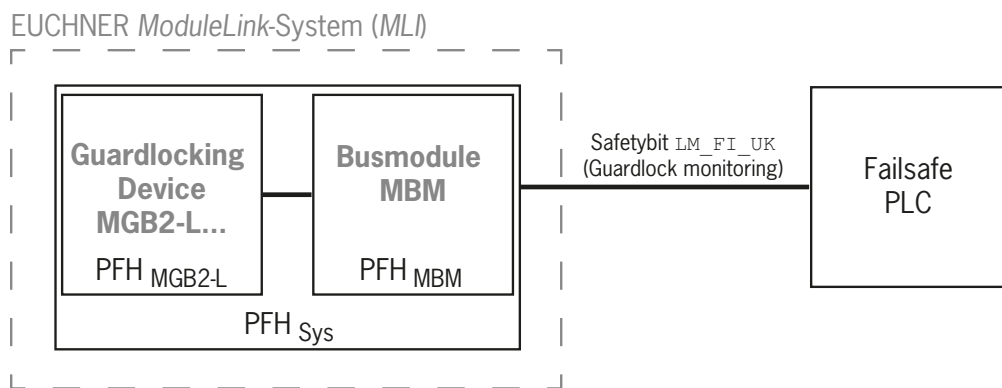 EUCHNER ModuleLink-System (MLI)
Guardlocking
Device
MGB2-L...
PFH MGB2-L
Busmodule
MBM
PFH MBM
PFH Sys
Safetybit LM_FI_UK
(Guardlock monitoring)
Failsafe
PLC